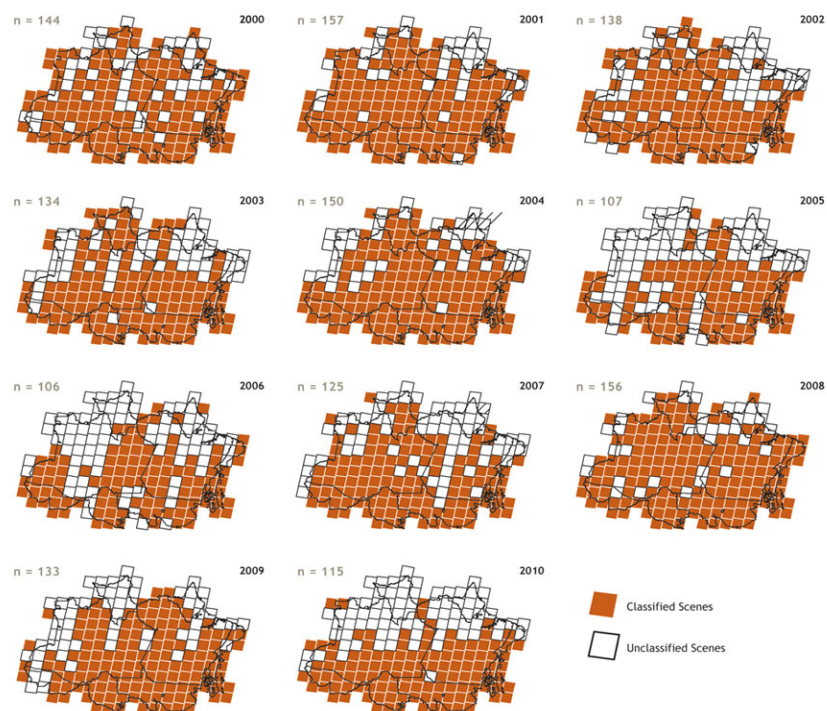 n = 144 2000
n = 157 2001
n = 138 2002
n = 134 2003
n = 150 2004
n = 107 2005
n = 106 2006
n = 125 2007
n = 156 2008
n = 133 2009
n = 115 2010
Classified Scenes
Unclassified Scenes